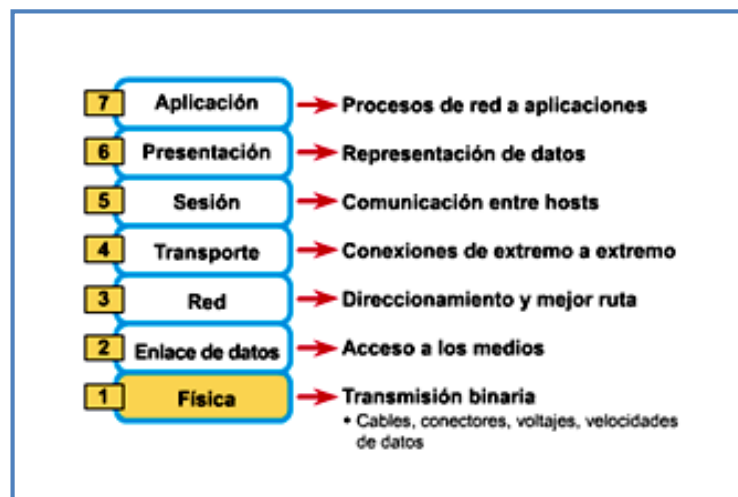 7 Aplicación Procesos de red a aplicaciones
6 Presentación Representación de datos
5 Sesión Comunicación entre hosts
4 Transporte Conexiones de extremo a extremo
3 Red Direccionamiento y mejor ruta
2 Enlace de datos Acceso a los medios
1 Física Transmisión binaria
• Cables, conectores, voltajes, velocidades
de datos